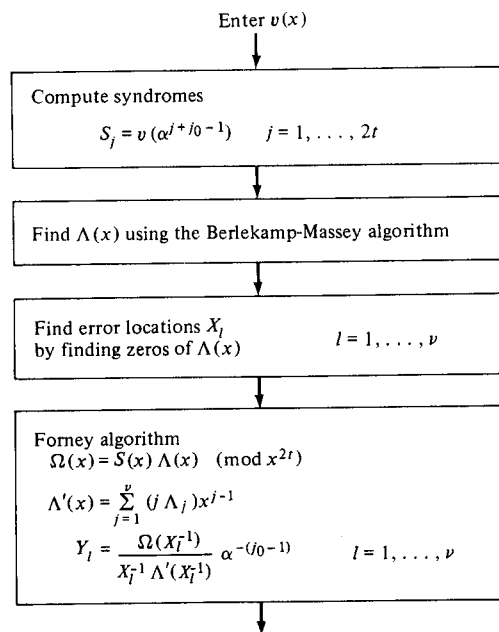 Enter v(x)
Compute syndromes
S_j = v(α^{j+j_0−1})   j = 1, . . . , 2t
Find Λ(x) using the Berlekamp-Massey algorithm
Find error locations X_l
by finding zeros of Λ(x)   l = 1, . . . , ν
Forney algorithm
Ω(x) = S(x) Λ(x)   (mod x^{2t})
Λ′(x) = ∑_{j=1}^{ν} (j Λ_j)x^{j−1}
Y_l = \frac{Ω(X_l^{−1})}{X_l^{−1} Λ′(X_l^{−1})} α^{−(j_0−1)}   l = 1, . . . , ν